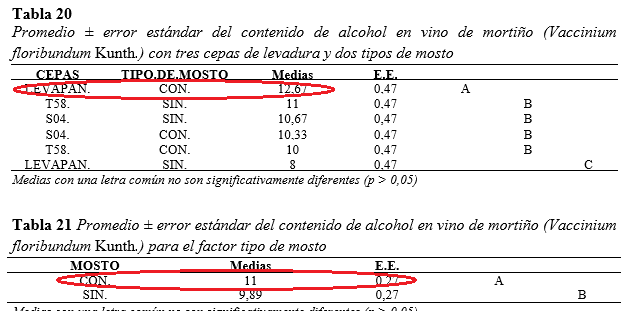 Tabla 20
Promedio ± error estándar del contenido de alcohol en vino de mortiño (Vaccinium
floribundum Kunth.) con tres cepas de levadura y dos tipos de mosto
CEPAS TIPO.DE.MOSTO Medias E.E.
LEVAPAN. CON. 12,67 0,47 A
T58. SIN. 11 0,47 B
S04. SIN. 10,67 0,47 B
S04. CON. 10,33 0,47 B
T58. CON. 10 0,47 B
LEVAPAN. SIN. 8 0,47 C
Medias con una letra común no son significativamente diferentes (p > 0,05)
Tabla 21 Promedio ± error estándar del contenido de alcohol en vino de mortiño (Vaccinium
floribundum Kunth.) para el factor tipo de mosto
MOSTO Medias E.E.
CON. 11 0,27 A
SIN. 9,89 0,27 B
Medias con una letra común no son significativamente diferentes (p > 0,05)